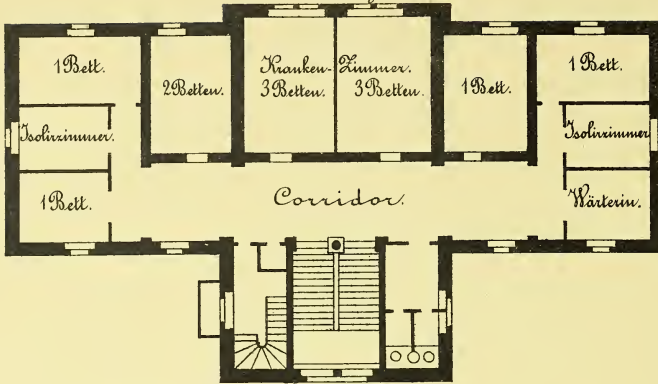 1 Bett.
2 Betten.
Kranken-Zimmer.
3 Betten. 3 Betten.
1 Bett.
1 Bett.
Isolirzimmer.
Isolirzimmer
1 Bett.
Corridor.
Wärterin.